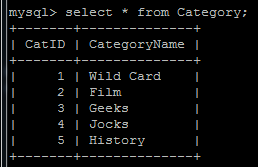 mysql> select * from Category;
+-------+--------------+
| CatID | CategoryName |
+-------+--------------+
|     1 | Wild Card    |
|     2 | Film         |
|     3 | Geeks        |
|     4 | Jocks        |
|     5 | History      |
+-------+--------------+